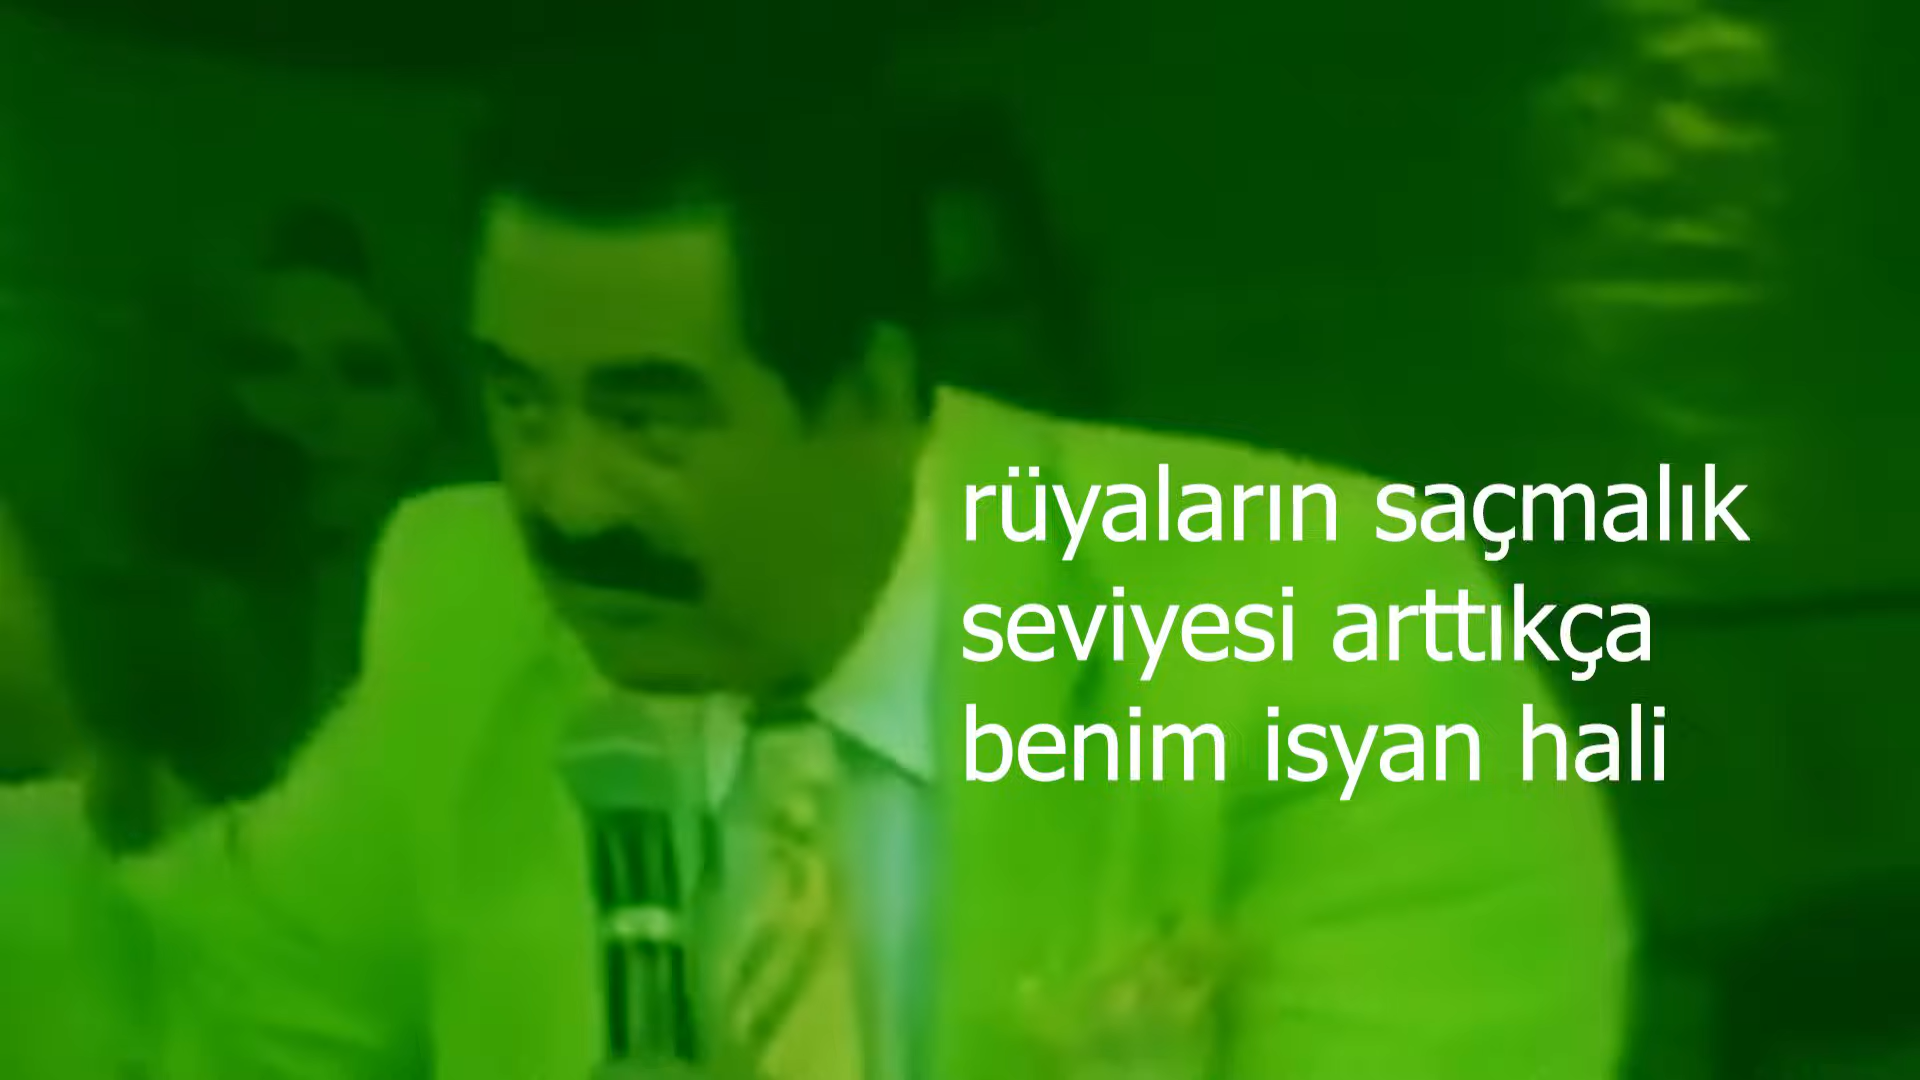 rüyaların saçmalık
seviyesi arttıkça
benim isyan hali